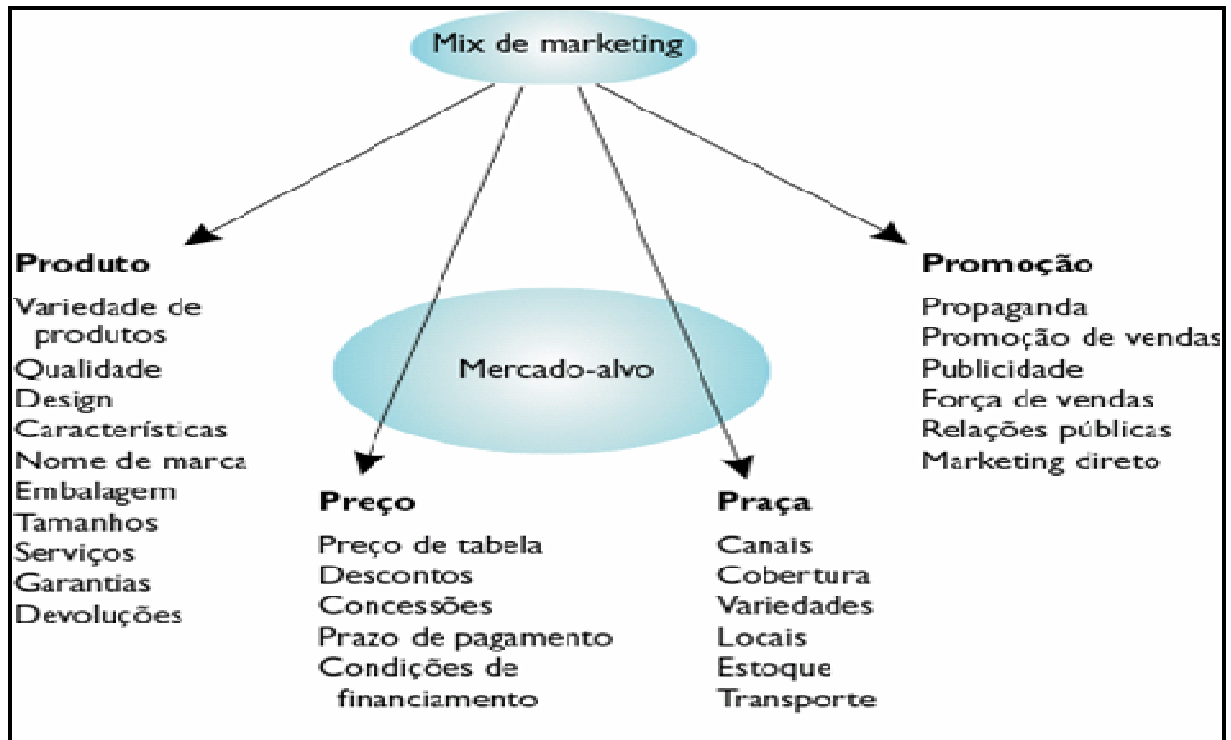 Mix de marketing
Produto
Variedade de
produtos
Qualidade
Design
Características
Nome de marca
Embalagem
Tamanhos
Serviços
Garantias
Devoluções
Mercado-alvo
Preço
Preço de tabela
Descontos
Concessões
Prazo de pagamento
Condições de
financiamento
Praça
Canais
Cobertura
Variedades
Locais
Estoque
Transporte
Promoção
Propaganda
Promoção de vendas
Publicidade
Força de vendas
Relações públicas
Marketing direto